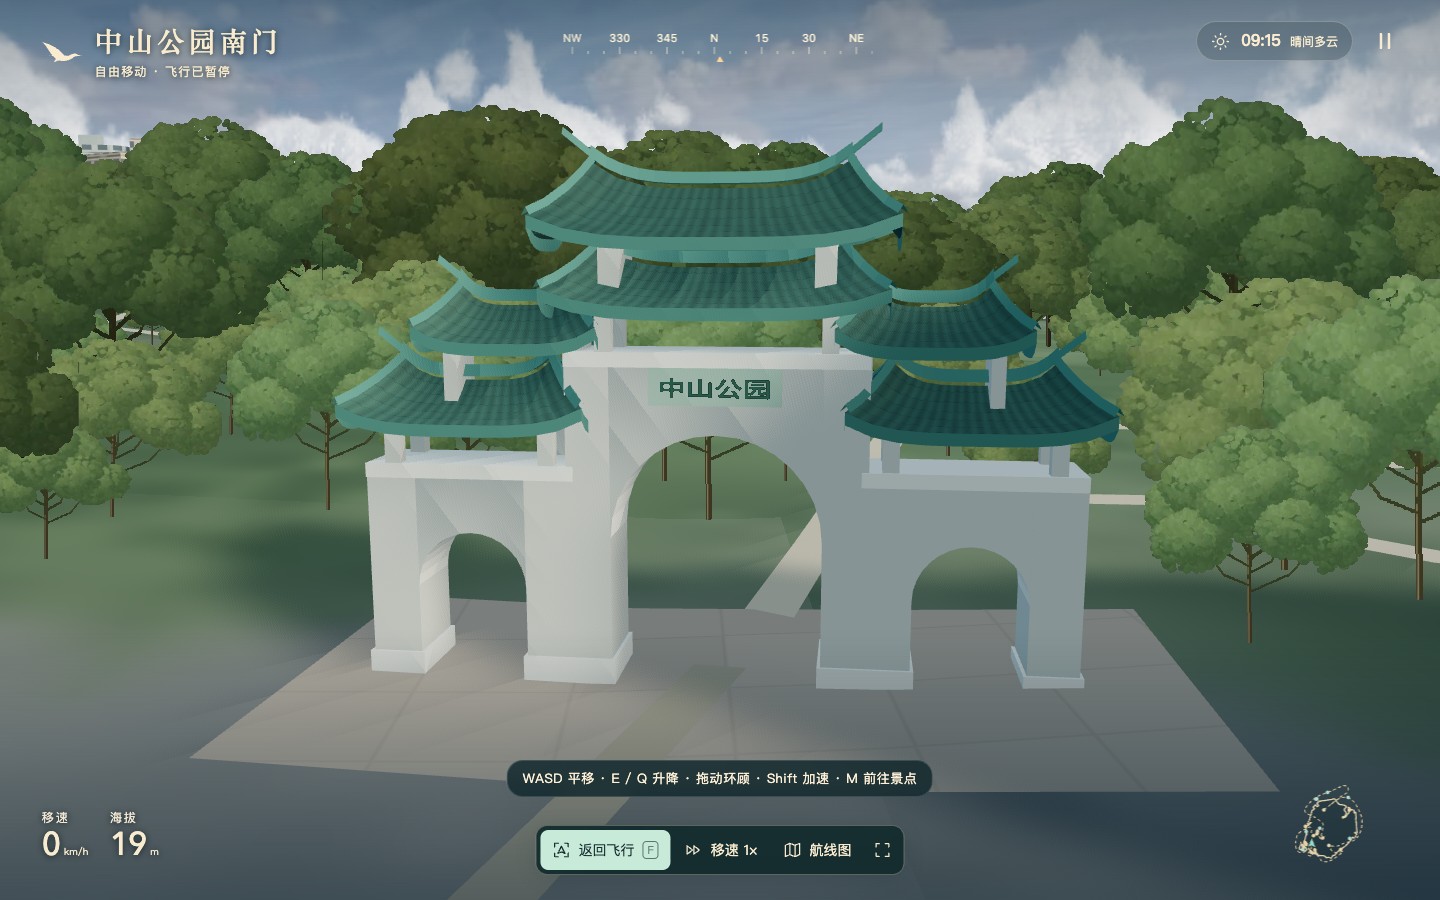 中山公园南门
自由移动 · 飞行已暂停
NW 330 345 N 15 30 NE
09:15 晴间多云
中山公园
WASD 平移 · E / Q 升降 · 拖动环顾 · Shift 加速 · M 前往景点
移速 海拔
0 km/h 19 m
返回飞行 F 移速 1x 航线图